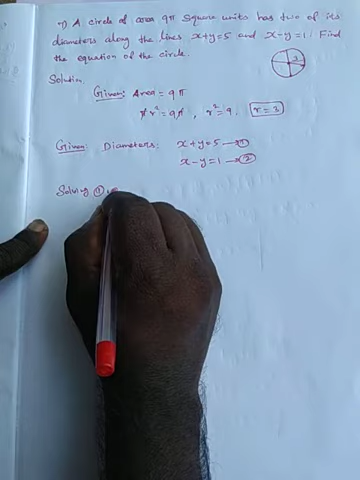 7) A circle of area 9π square units has two of its
diameters along the lines x+y=5 and x-y=1. Find
the equation of the circle.
3
Solution
Given: Area = 9π
πr²=9π, r²=9. r=3
Given: Diameters: x+y=5 → ①
x-y=1 → ②
Solving ①